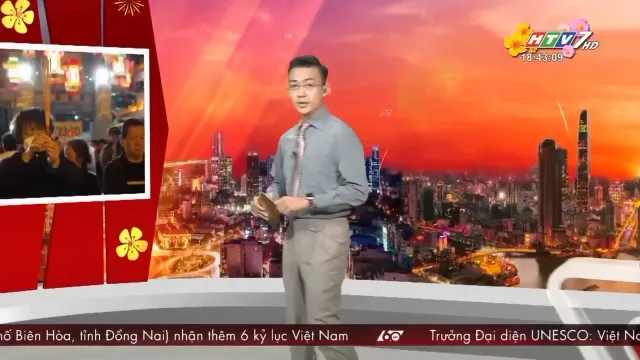 HTV7 HD
18:43:09
hố Biên Hòa, tỉnh Đồng Nai) nhận thêm 6 kỷ lục Việt Nam
60 Trưởng Đại diện UNESCO: Việt N